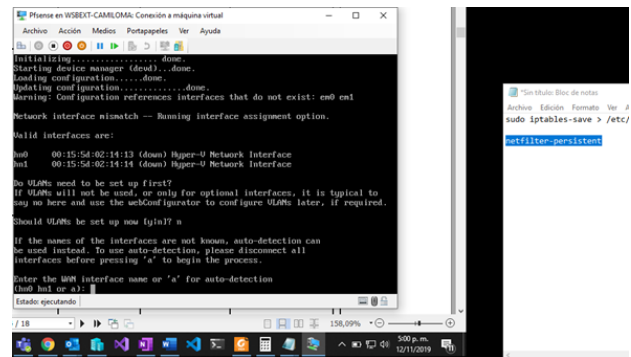 Pfsense en WSBEXT-CAMILOMA: Conexión a máquina virtual
Archivo Acción Medios Portapapeles Ver Ayuda
Initializing.................. done.
Starting device manager (devd)...done.
Loading configuration......done.
Updating configuration..............done.
Warning: Configuration references interfaces that do not exist: em0 em1
Network interface mismatch -- Running interface assignment option.
Valid interfaces are:
hn0 00:15:5d:02:14:13 (down) Hyper-V Network Interface
hn1 00:15:5d:02:14:14 (down) Hyper-V Network Interface
Do VLANs need to be set up first?
If VLANs will not be used, or only for optional interfaces, it is typical to
say no here and use the webConfigurator to configure VLANs later, if required.
Should VLANs be set up now [y|n]? n
If the names of the interfaces are not known, auto-detection can
be used instead. To use auto-detection, please disconnect all
interfaces before pressing 'a' to begin the process.
Enter the WAN interface name or 'a' for auto-detection
(hn0 hn1 or a):
Estado: ejecutando
*Sin título: Bloc de notas
Archivo Edición Formato Ver A
sudo iptables-save > /etc/
netfilter-persistent
/ 18
158,09%
5:00 p. m.
12/11/2019